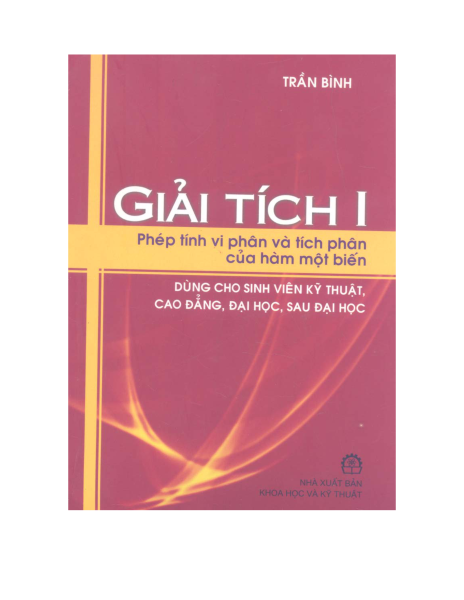 TRẦN BÌNH
GIẢI TÍCH I
Phép tính vi phân và tích phân
của hàm một biến
DÙNG CHO SINH VIÊN KỸ THUẬT,
CAO ĐẲNG, ĐẠI HỌC, SAU ĐẠI HỌC
NHÀ XUẤT BẢN
KHOA HỌC VÀ KỸ THUẬT